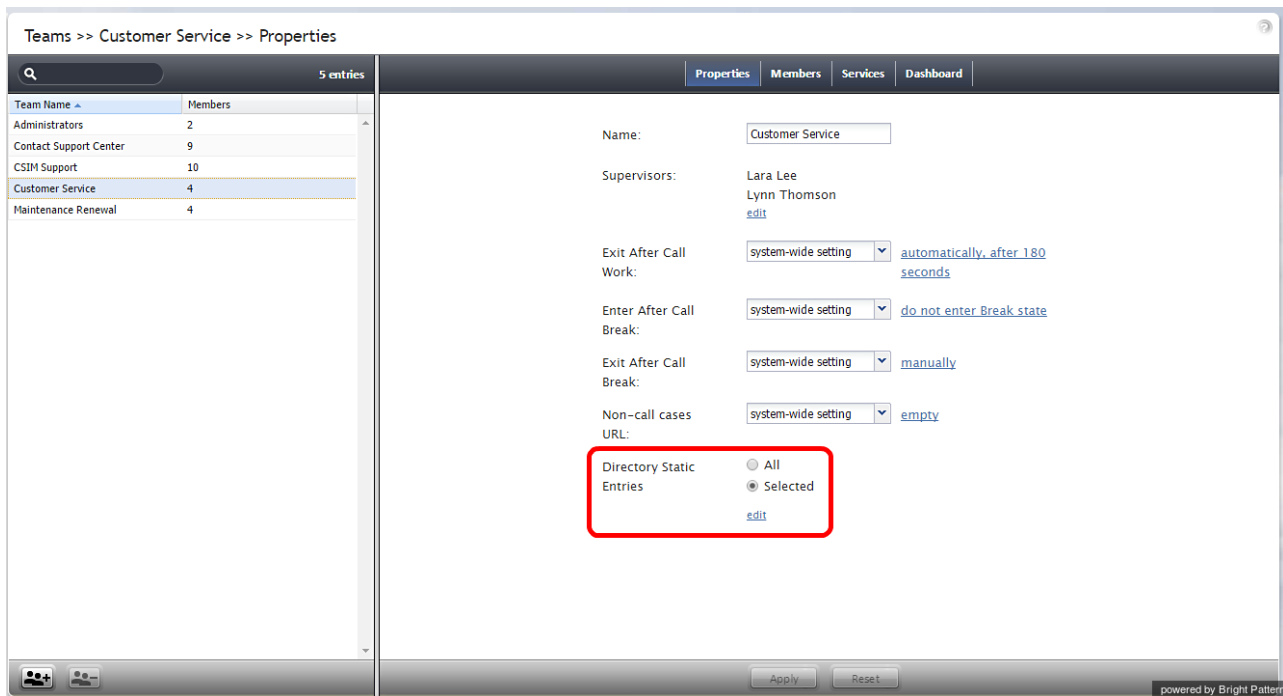 Teams >> Customer Service >> Properties
5 entries
Properties Members Services Dashboard
Team Name Members
Administrators 2
Contact Support Center 9
CSIM Support 10
Customer Service 4
Maintenance Renewal 4
Name: Customer Service
Supervisors: Lara Lee
Lynn Thomson
edit
Exit After Call system-wide setting automatically, after 180
Work: seconds
Enter After Call system-wide setting do not enter Break state
Break:
Exit After Call system-wide setting manually
Break:
Non-call cases system-wide setting empty
URL:
Directory Static All
Entries Selected
edit
Apply Reset
powered by Bright Pattern